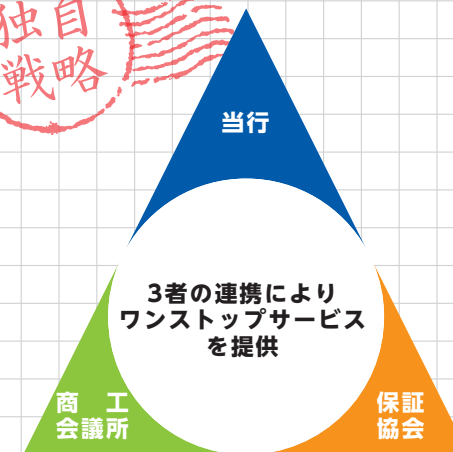 独自
戦略
当行
3者の連携により
ワンストップサービス
を提供
商 工
会議所
保証
協会